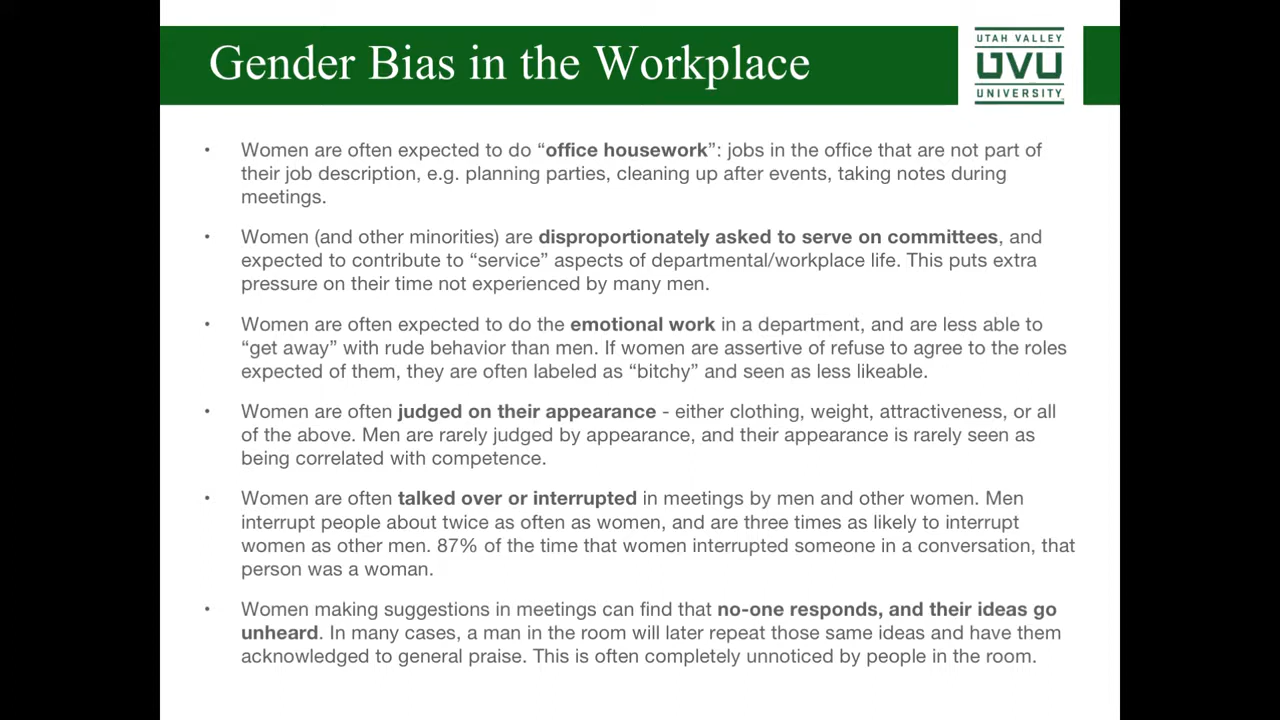 Gender Bias in the Workplace
UTAH VALLEY
UVU
UNIVERSITY
• Women are often expected to do “office housework”: jobs in the office that are not part of
their job description, e.g. planning parties, cleaning up after events, taking notes during
meetings.
• Women (and other minorities) are disproportionately asked to serve on committees, and
expected to contribute to “service” aspects of departmental/workplace life. This puts extra
pressure on their time not experienced by many men.
• Women are often expected to do the emotional work in a department, and are less able to
“get away” with rude behavior than men. If women are assertive of refuse to agree to the roles
expected of them, they are often labeled as “bitchy” and seen as less likeable.
• Women are often judged on their appearance - either clothing, weight, attractiveness, or all
of the above. Men are rarely judged by appearance, and their appearance is rarely seen as
being correlated with competence.
• Women are often talked over or interrupted in meetings by men and other women. Men
interrupt people about twice as often as women, and are three times as likely to interrupt
women as other men. 87% of the time that women interrupted someone in a conversation, that
person was a woman.
• Women making suggestions in meetings can find that no-one responds, and their ideas go
unheard. In many cases, a man in the room will later repeat those same ideas and have them
acknowledged to general praise. This is often completely unnoticed by people in the room.